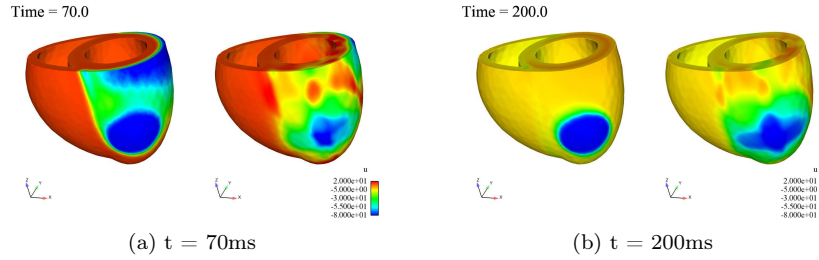 Time = 70.0
Time = 200.0
z y x
z y x
u
2.000e+01
-5.000e+00
-3.000e+01
-5.500e+01
-8.000e+01
z y x
z y x
u
2.000e+01
-5.000e+00
-3.000e+01
-5.500e+01
-8.000e+01
(a) t = 70ms
(b) t = 200ms